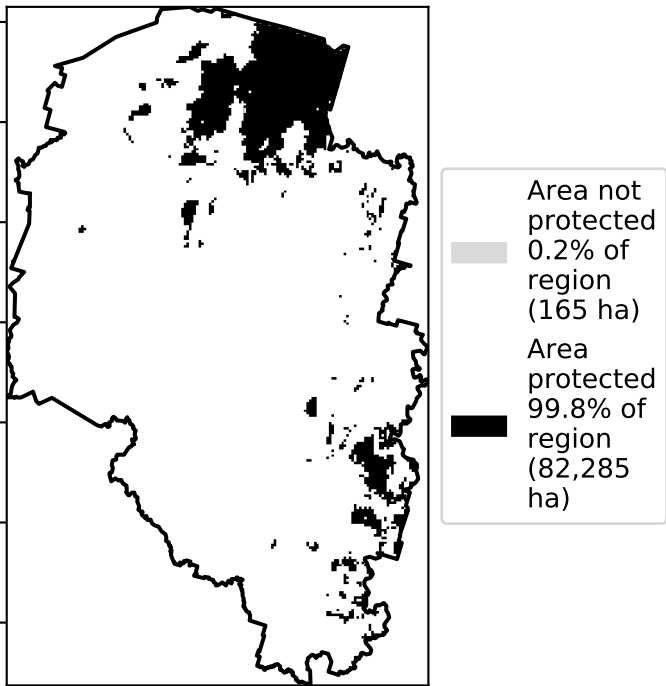 Area not
protected
0.2% of
region
(165 ha)
Area
protected
99.8% of
region
(82,285
ha)